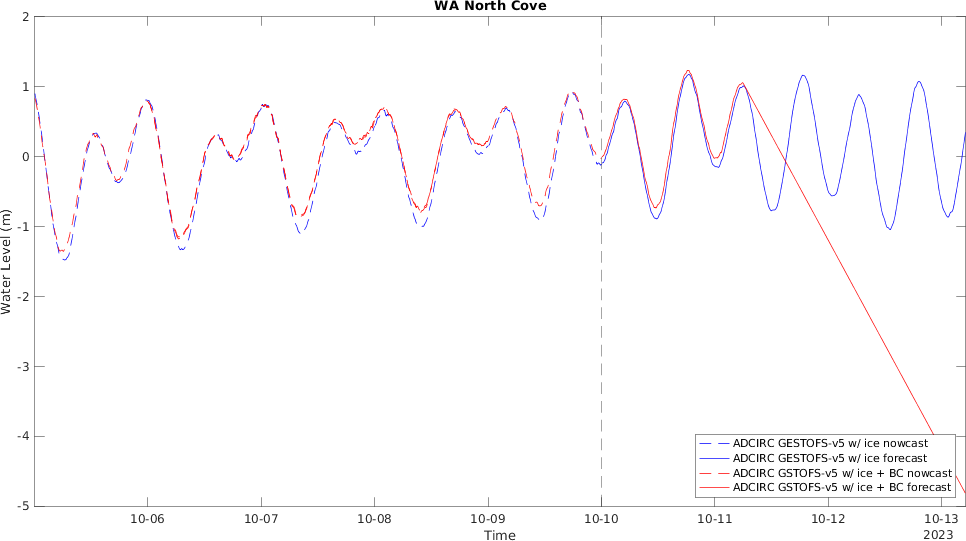 WA North Cove
2
1
0
-1
-2
-3
-4
-5
Water Level (m)
10-06 10-07 10-08 10-09 10-10 10-11 10-12 10-13
Time
2023
ADCIRC GESTOFS-v5 w/ ice nowcast
ADCIRC GESTOFS-v5 w/ ice forecast
ADCIRC GSTOFS-v5 w/ ice + BC nowcast
ADCIRC GSTOFS-v5 w/ ice + BC forecast